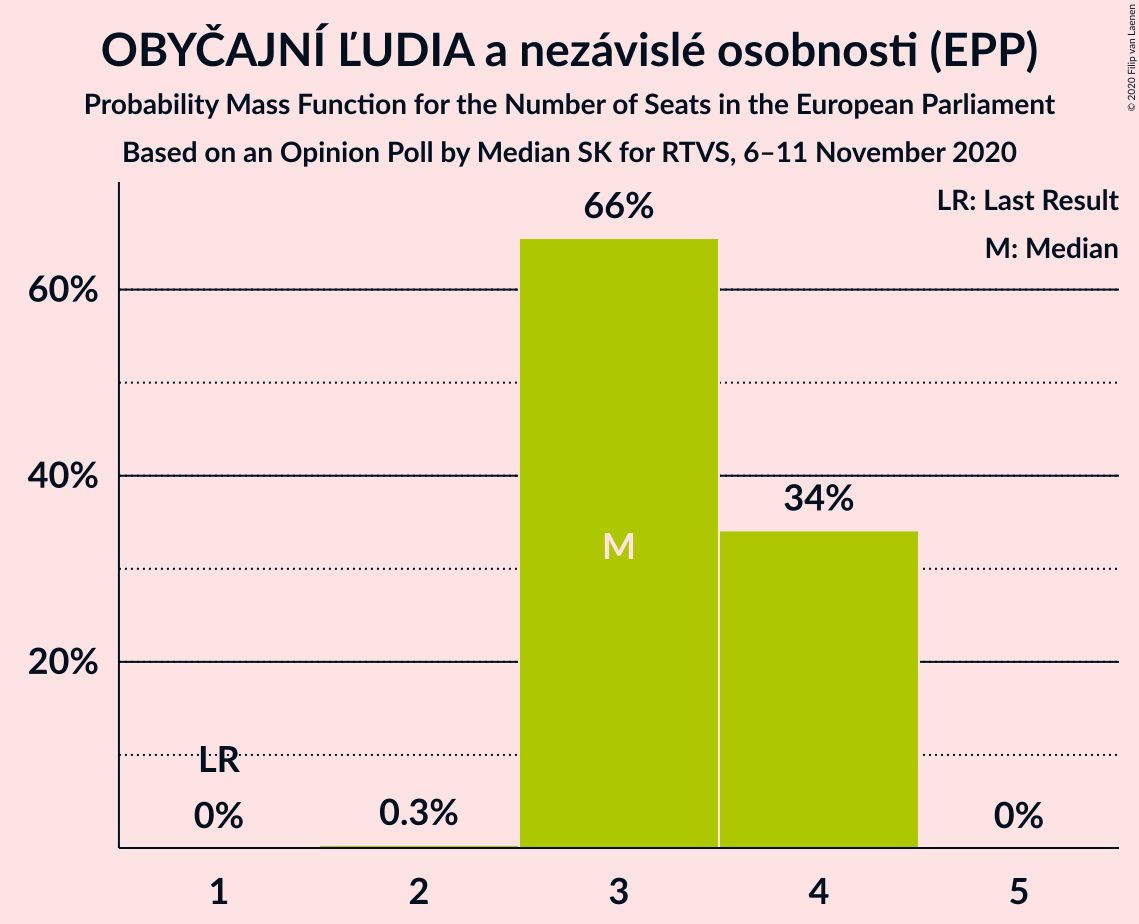 OBYČAJNÍ ĽUDIA a nezávislé osobnosti (EPP)
Probability Mass Function for the Number of Seats in the European Parliament
Based on an Opinion Poll by Median SK for RTVS, 6–11 November 2020
© 2020 Filip van Laenen
LR: Last Result
M: Median
66%
60%
40%
34%
M
20%
LR
0%
0.3%
0%
1
2
3
4
5